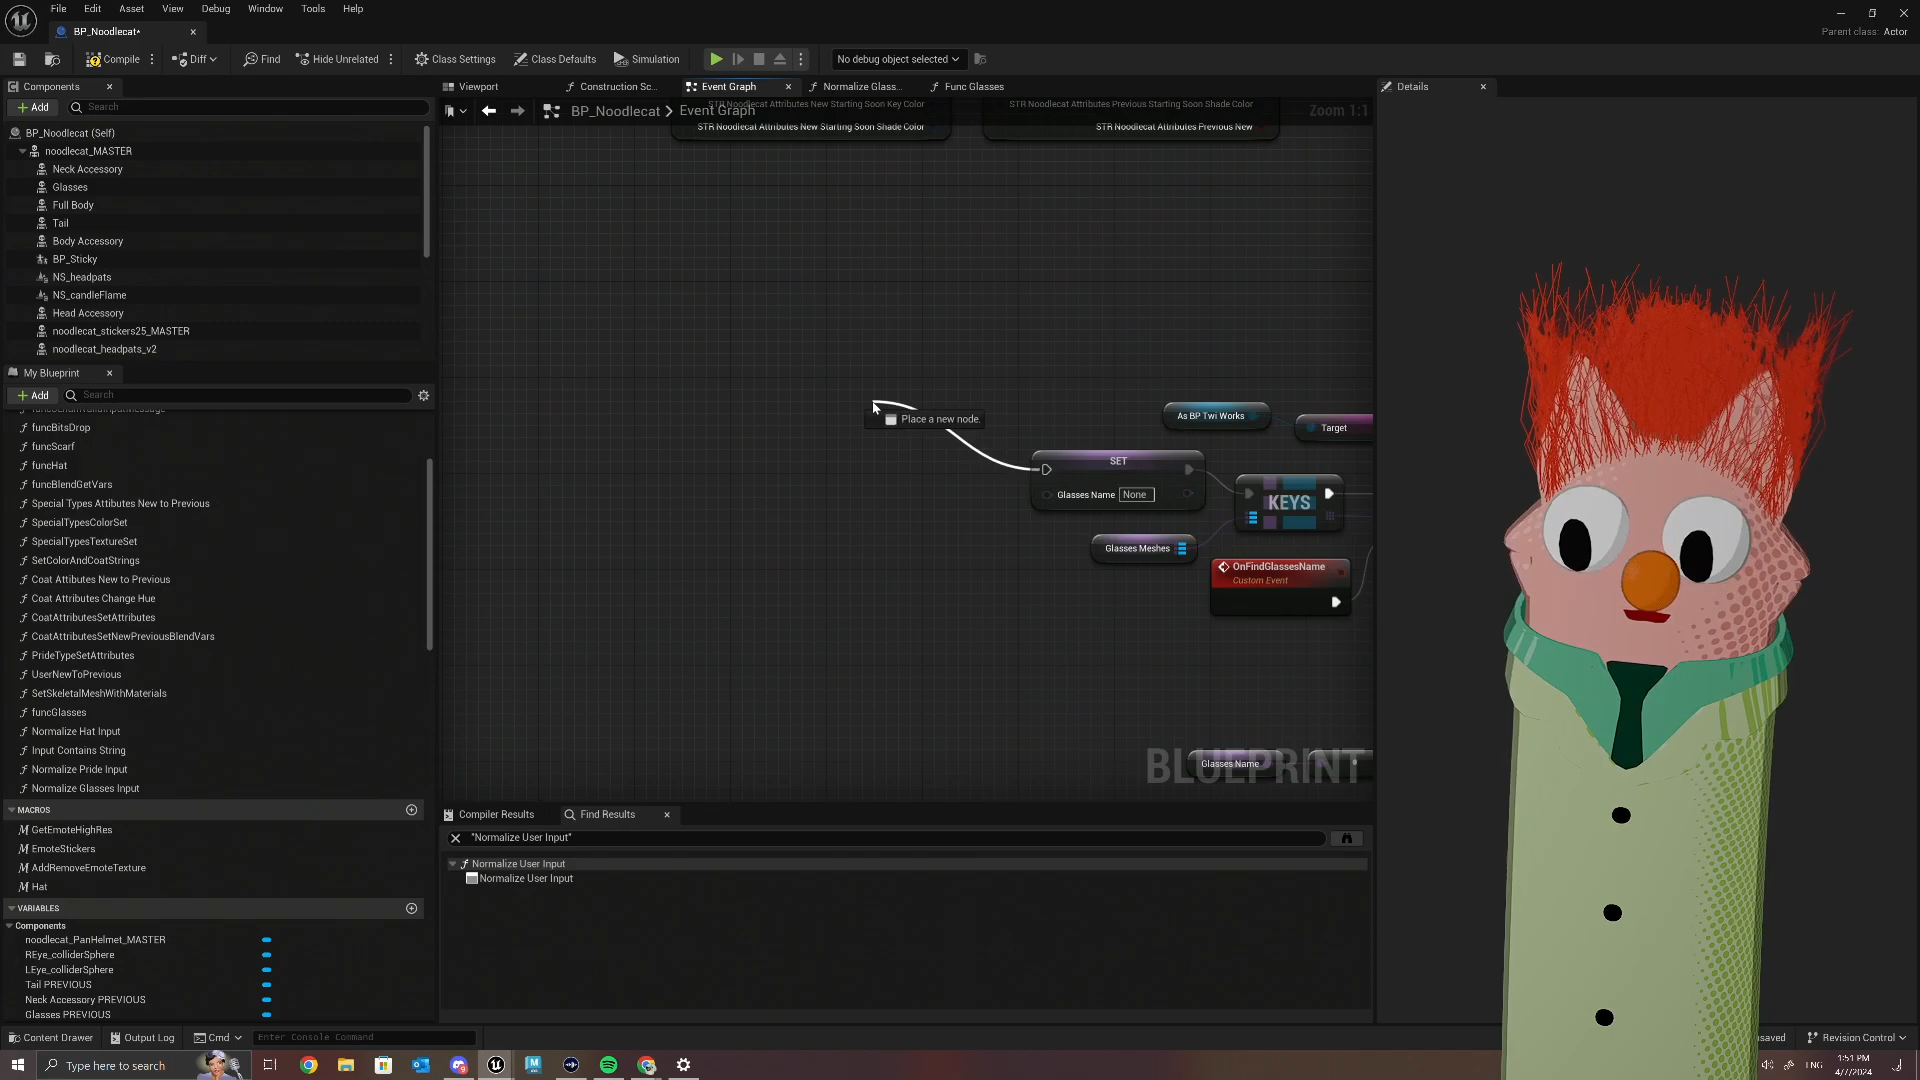 File Edit Asset View Debug Window Tools Help
BP_Noodlecat*
Parent class: Actor
Compile Diff Find Hide Unrelated Class Settings Class Defaults Simulation No debug object selected
Components
Add Search
BP_Noodlecat (Self)
noodlecat_MASTER
Neck Accessory
Glasses
Full Body
Tail
Body Accessory
BP_Sticky
NS_headpats
NS_candleFlame
Head Accessory
noodlecat_stickers25_MASTER
noodlecat_headpats_v2
My Blueprint
Add Search
funcBitsDrop
funcScarf
funcHat
funcBlendGetVars
Special Types Attibutes New to Previous
SpecialTypesColorSet
SpecialTypesTextureSet
SetColorAndCoatStrings
Coat Attibutes New to Previous
Coat Attributes Change Hue
CoatAttributesSetAttributes
CoatAttributesSetNewPreviousBlendVars
PrideTypeSetAttributes
UserNewToPrevious
SetSkeletalMeshWithMaterials
funcGlasses
Normalize Hat Input
Input Contains String
Normalize Pride Input
Normalize Glasses Input
MACROS
GetEmoteHighRes
EmoteStickers
AddRemoveEmoteTexture
Hat
VARIABLES
Components
noodlecat_PanHelmet_MASTER
REye_colliderSphere
LEye_colliderSphere
Tail PREVIOUS
Neck Accessory PREVIOUS
Glasses PREVIOUS
Viewport Construction Sc... Event Graph Normalize Glass... Func Glasses
BP_Noodlecat > Event Graph Zoom 1:1
STR Noodlecat Attributes New Starting Soon Key Color
STR Noodlecat Attributes Previous Starting Soon Shade Color
STR Noodlecat Attributes New Starting Soon Shade Color
STR Noodlecat Attributes Previous New
Place a new node.
As BP Twi Works
Target
SET
Glasses Name None
KEYS
Glasses Meshes
OnFindGlassesName
Custom Event
Glasses Name
BLUEPRINT
Details
Compiler Results Find Results
"Normalize User Input"
Normalize User Input
Normalize User Input
Content Drawer Output Log Cmd Enter Console Command
Revision Control
Type here to search
ENG
1:51 PM
4/7/2024